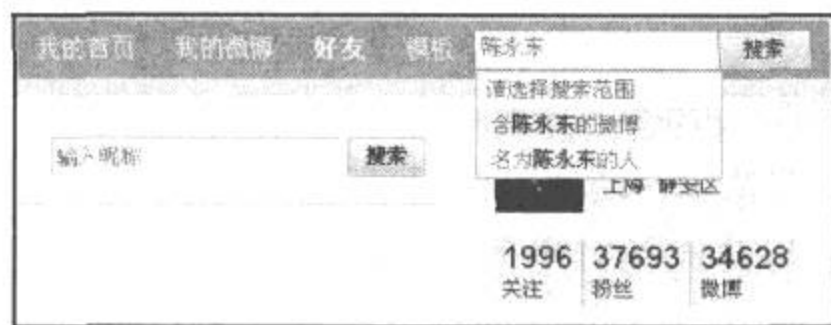 我的首页 我的微博 好友 模板 陈永东 搜索
请选择搜索范围
含陈永东的微博
名为陈永东的人
输入昵称 搜索
上海 静安区
1996 37693 34628
关注 粉丝 微博